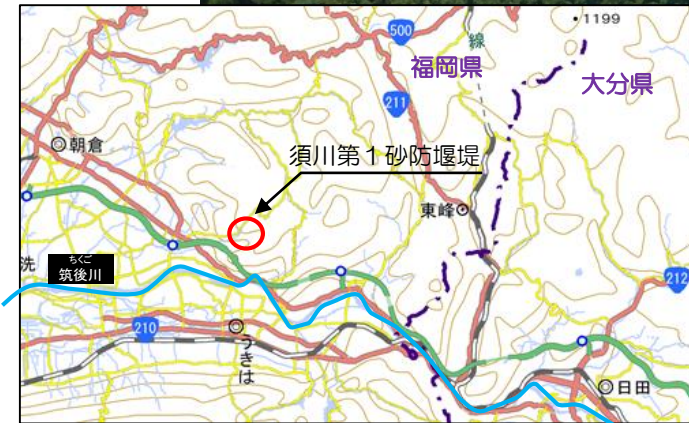 1199
500
線
福岡県
大分県
211
朝倉
須川第1砂防堰堤
東峰
洗
ちくご
筑後川
212
210
うきは
日田